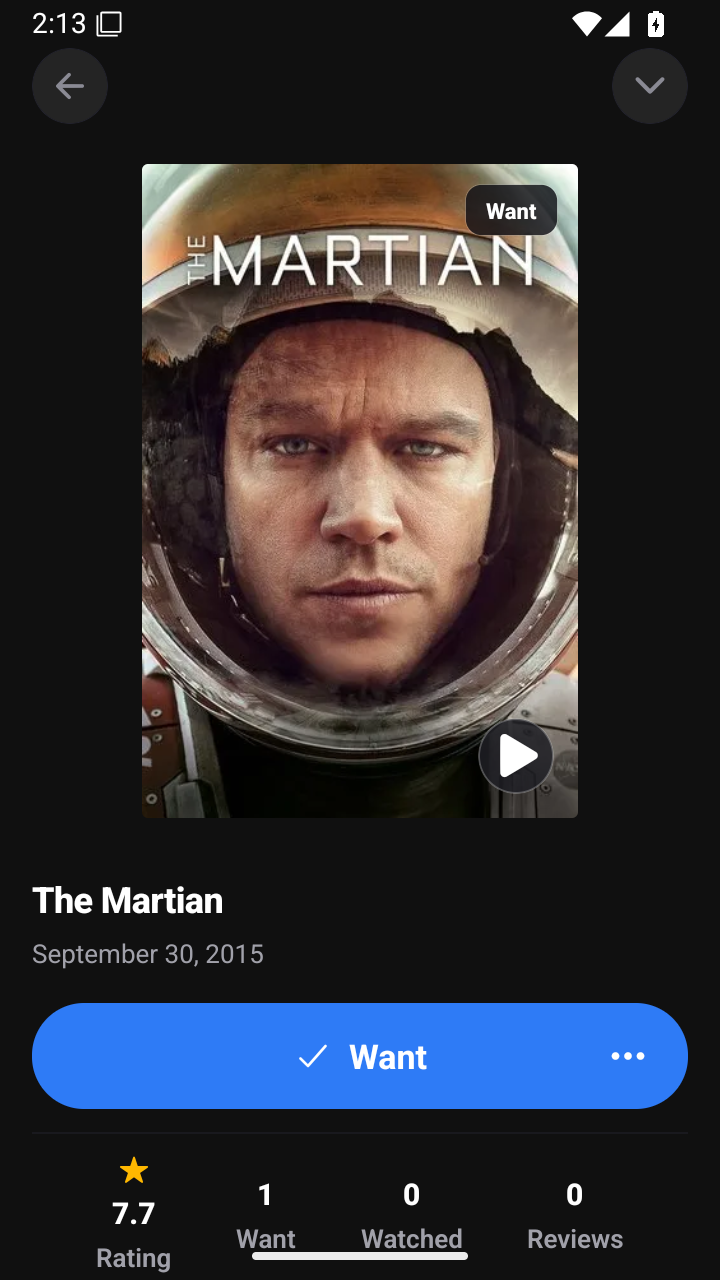 2:13
Want
THE MARTIAN
The Martian
September 30, 2015
Want
7.7
Rating
1
Want
0
Watched
0
Reviews